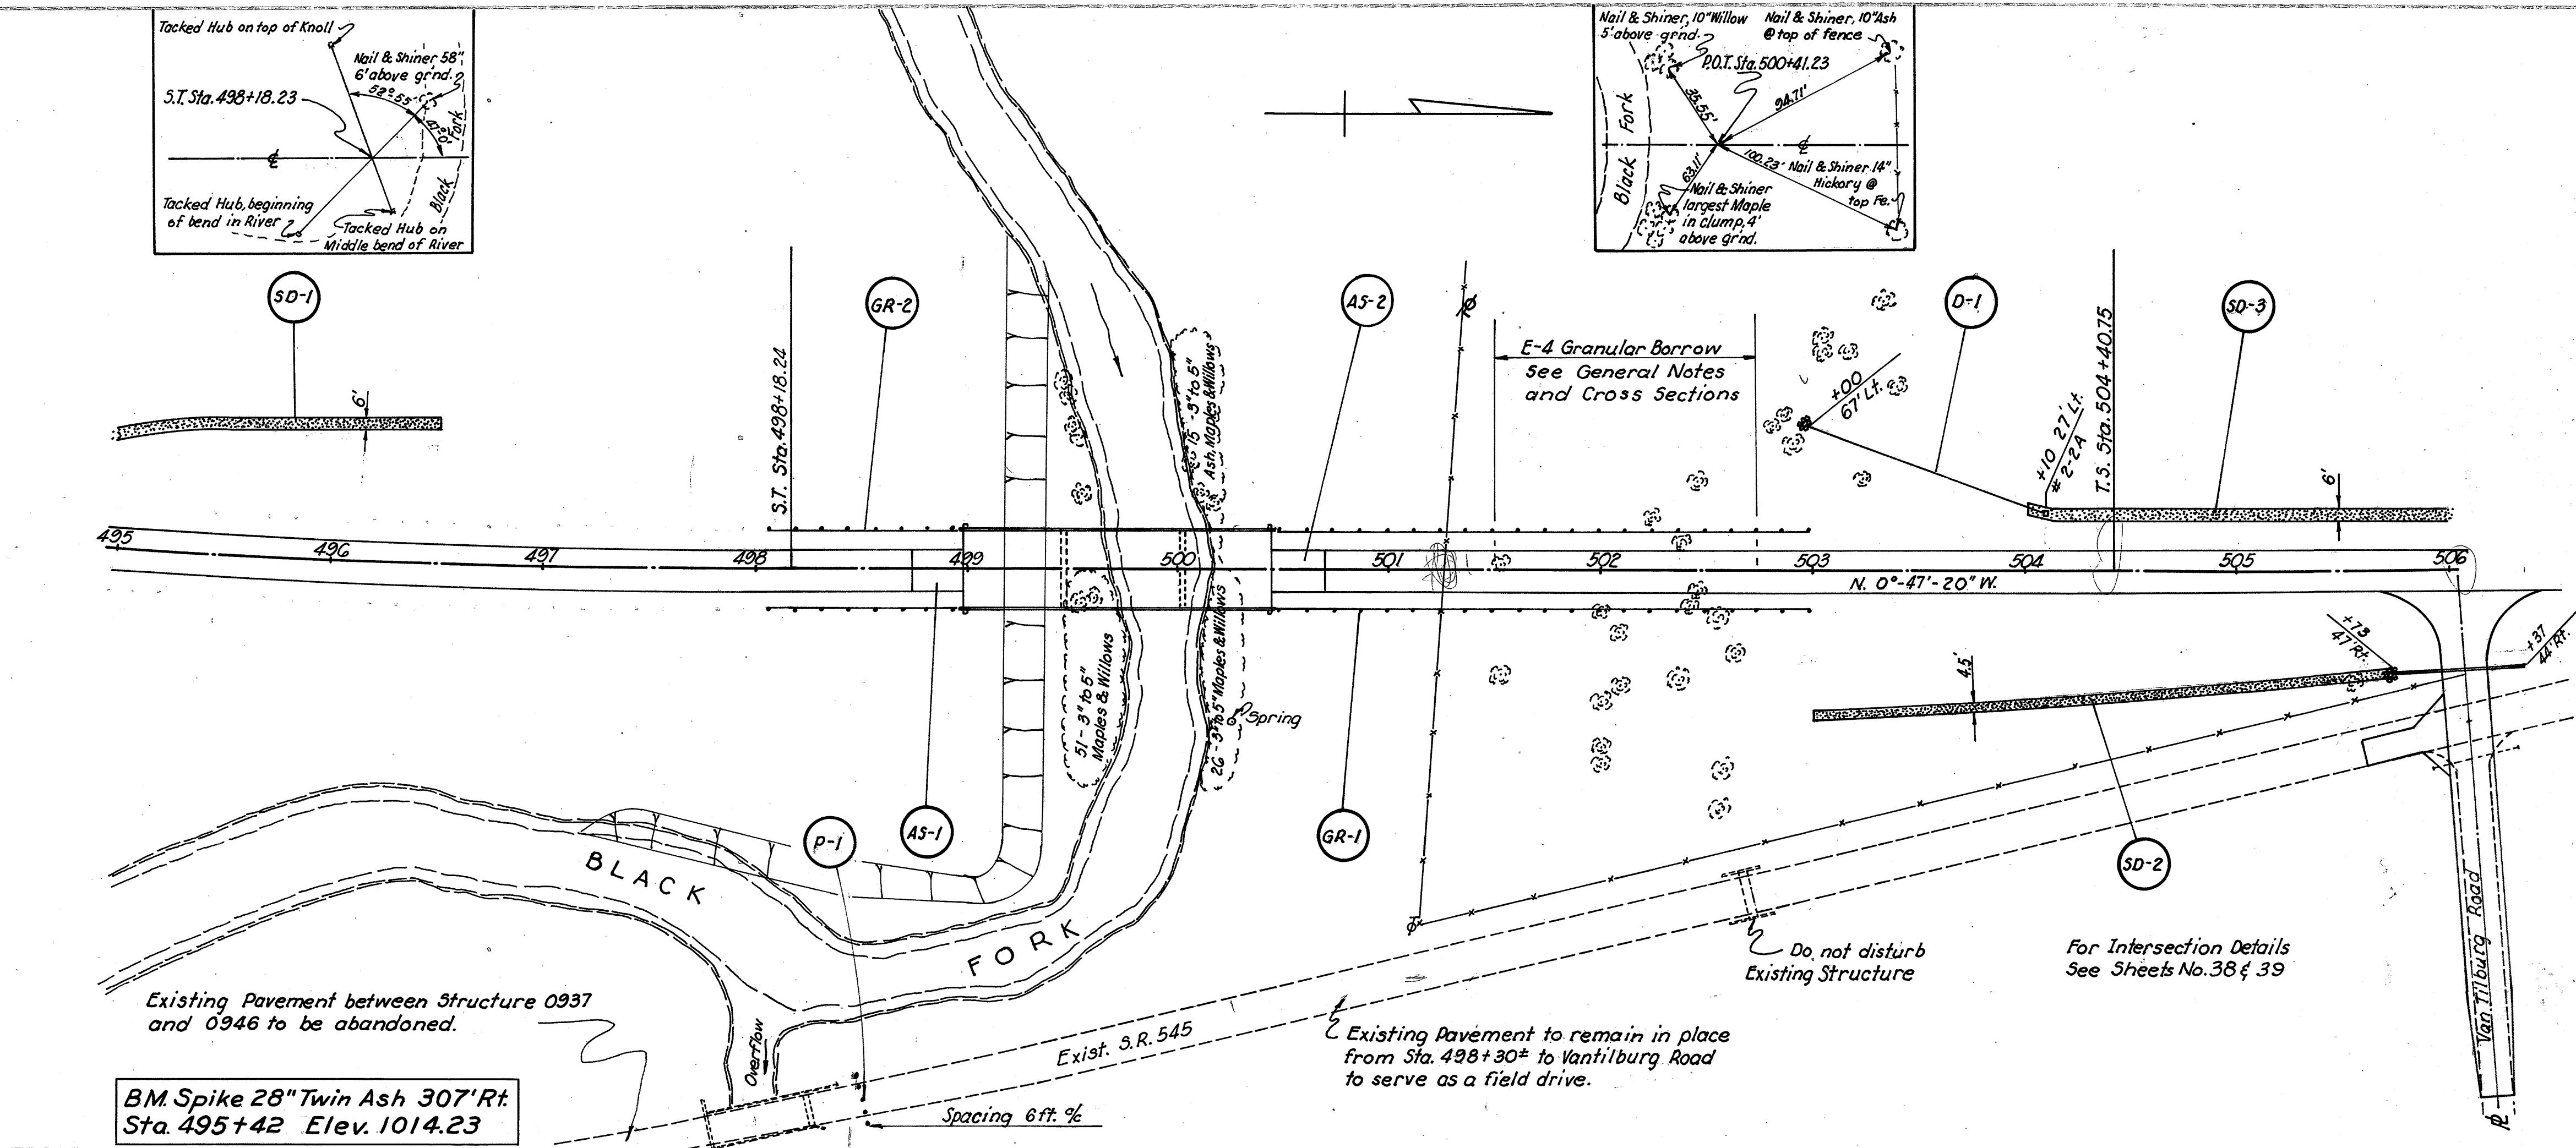 Tacked Hub on top of Knoll
Nail & Shiner 58"
6' above gr'nd.
S.T. Sta. 498+18.23
52°55'
Black Fork
℄
Tacked Hub, beginning
of bend in River
Tacked Hub on
Middle bend of River
Nail & Shiner, 10" Willow
5' above grnd.
Nail & Shiner, 10" Ash
@ top of fence
P.O.T. Sta. 500+41.23
35.55'
94.71'
Black Fork
℄
63.11'
100.23'
Nail & Shiner 14"
Hickory @
top Fe.
Nail & Shiner
largest Maple
in clump, 4'
above gr'nd.
SD-1
GR-2
AS-2
D-1
SD-3
6'
S.T. Sta. 498+18.24
15 - 3" to 5"
Ash, Maples & Willows
E-4 Granular Borrow
See General Notes
and Cross Sections
+00
67' Lt.
+10 27' Lt.
# 2-2A
T.S. Sta. 504+40.75
6'
495 496 497 498 499 500 501 502 503 504 505 506
N. 0°-47'-20" W.
51 - 3" to 5"
Maples & Willows
26 - 3" to 5" Maples & Willows
Spring
+73
47' Rt.
+37
44' Rt.
4.5'
P-1
AS-1
GR-1
SD-2
BLACK FORK
Overflow
Existing Pavement between Structure 0937
and 0946 to be abandoned.
Exist. S.R. 545
Do not disturb
Existing Structure
For Intersection Details
See Sheets No. 38 & 39
Van Tilburg Road
Existing Pavement to remain in place
from Sta. 498+30± to Vantilburg Road
to serve as a field drive.
BM. Spike 28" Twin Ash 307' Rt.
Sta. 495+42 Elev. 1014.23
Spacing 6 ft. %